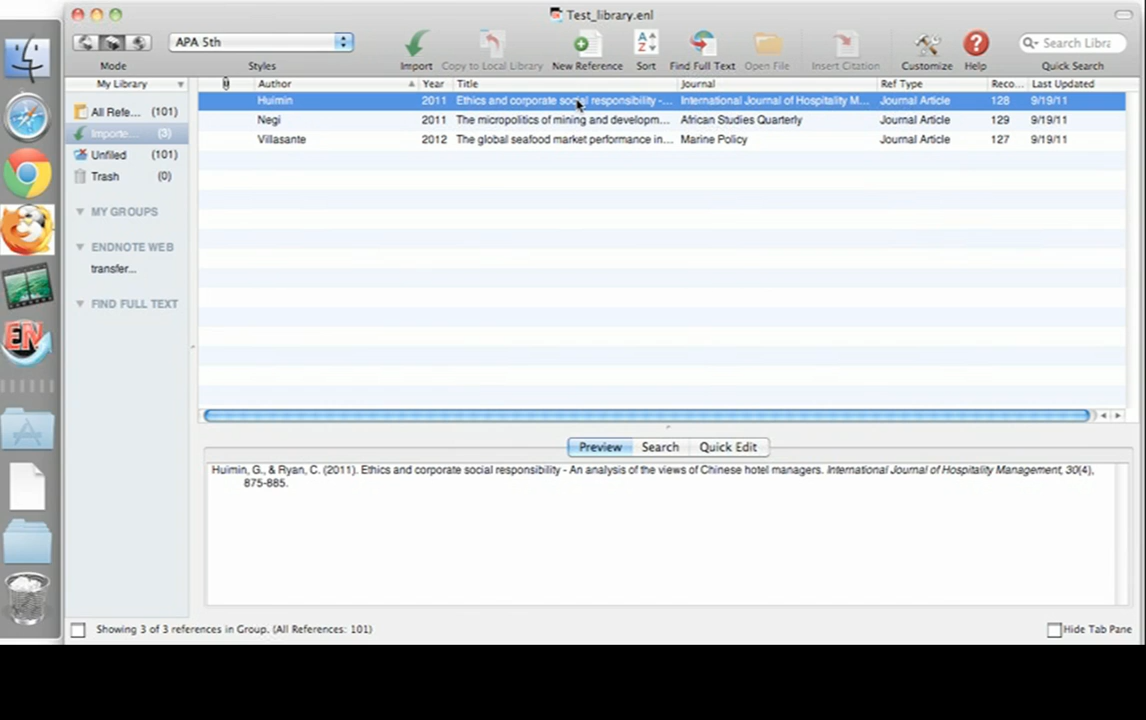 Test_library.enl
APA 5th
Search Libra
Mode Styles Import Copy to Local Library New Reference Sort Find Full Text Open File Insert Citation Customize Help Quick Search
My Library Author Year Title Journal Ref Type Reco... Last Updated
All Refe... (101) Huimin 2011 Ethics and corporate social responsibility -... International Journal of Hospitality M... Journal Article 128 9/19/11
Negi 2011 The micropolitics of mining and developm... African Studies Quarterly Journal Article 129 9/19/11
Importe... (3)
Villasante 2012 The global seafood market performance in... Marine Policy Journal Article 127 9/19/11
Unfiled (101)
Trash (0)
MY GROUPS
ENDNOTE WEB
transfer...
FIND FULL TEXT
EN
Preview Search Quick Edit
Huimin, G., & Ryan, C. (2011). Ethics and corporate social responsibility - An analysis of the views of Chinese hotel managers. International Journal of Hospitality Management, 30(4),
875-885.
Showing 3 of 3 references in Group. (All References: 101)
Hide Tab Pane